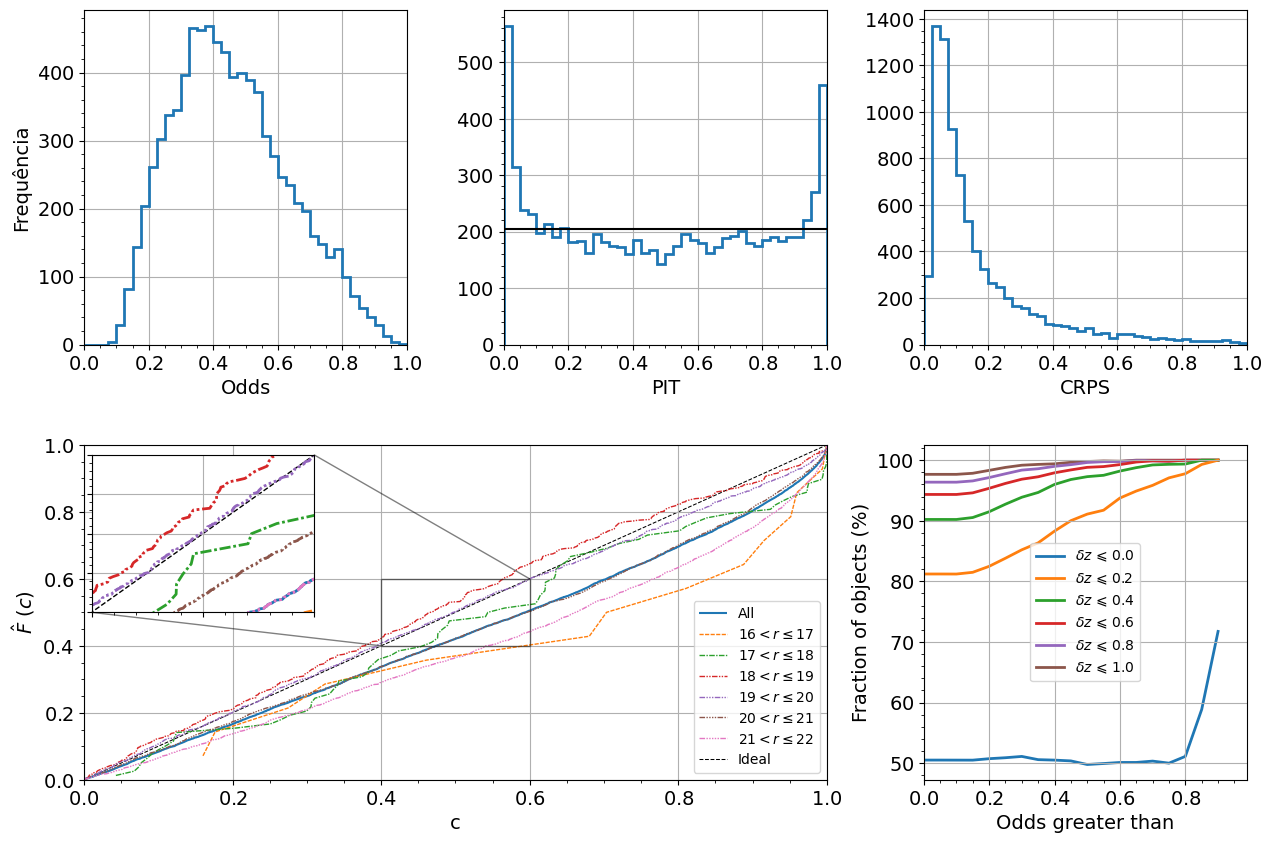 Frequência
400
300
200
100
0
0.0 0.2 0.4 0.6 0.8 1.0
Odds
500
400
300
200
100
0
0.0 0.2 0.4 0.6 0.8 1.0
PIT
1400
1200
1000
800
600
400
200
0
0.0 0.2 0.4 0.6 0.8 1.0
CRPS
F̂ (c)
1.0
0.8
0.6
0.4
0.2
0.0
0.0 0.2 0.4 0.6 0.8 1.0
c
All
16 < r ≤ 17
17 < r ≤ 18
18 < r ≤ 19
19 < r ≤ 20
20 < r ≤ 21
21 < r ≤ 22
Ideal
Fraction of objects (%)
100
90
80
70
60
50
δz ⩽ 0.0
δz ⩽ 0.2
δz ⩽ 0.4
δz ⩽ 0.6
δz ⩽ 0.8
δz ⩽ 1.0
0.0 0.2 0.4 0.6 0.8
Odds greater than